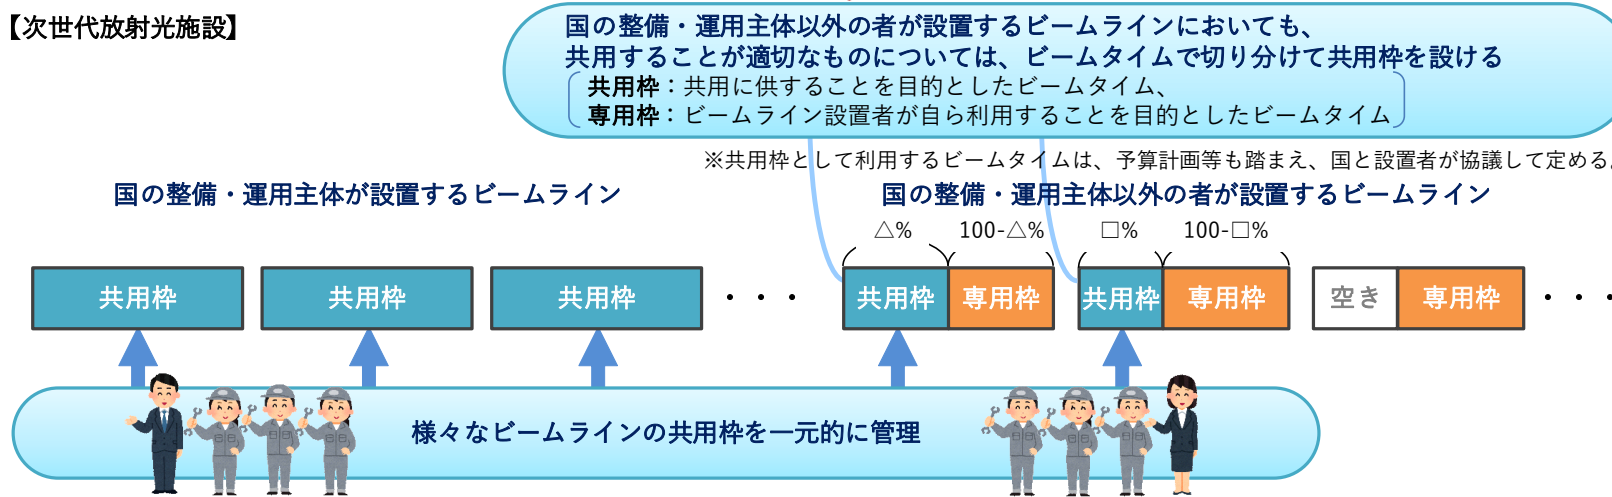 【次世代放射光施設】
国の整備・運用主体以外の者が設置するビームラインにおいても、
共用することが適切なものについては、ビームタイムで切り分けて共用枠を設ける
共用枠：共用に供することを目的としたビームタイム、
専用枠：ビームライン設置者が自ら利用することを目的としたビームタイム
※共用枠として利用するビームタイムは、予算計画等も踏まえ、国と設置者が協議して定める。
国の整備・運用主体が設置するビームライン
国の整備・運用主体以外の者が設置するビームライン
△% 100-△% □% 100-□%
共用枠 共用枠 共用枠 ・・・ 共用枠 専用枠 共用枠 専用枠 空き 専用枠 ・・・
様々なビームラインの共用枠を一元的に管理